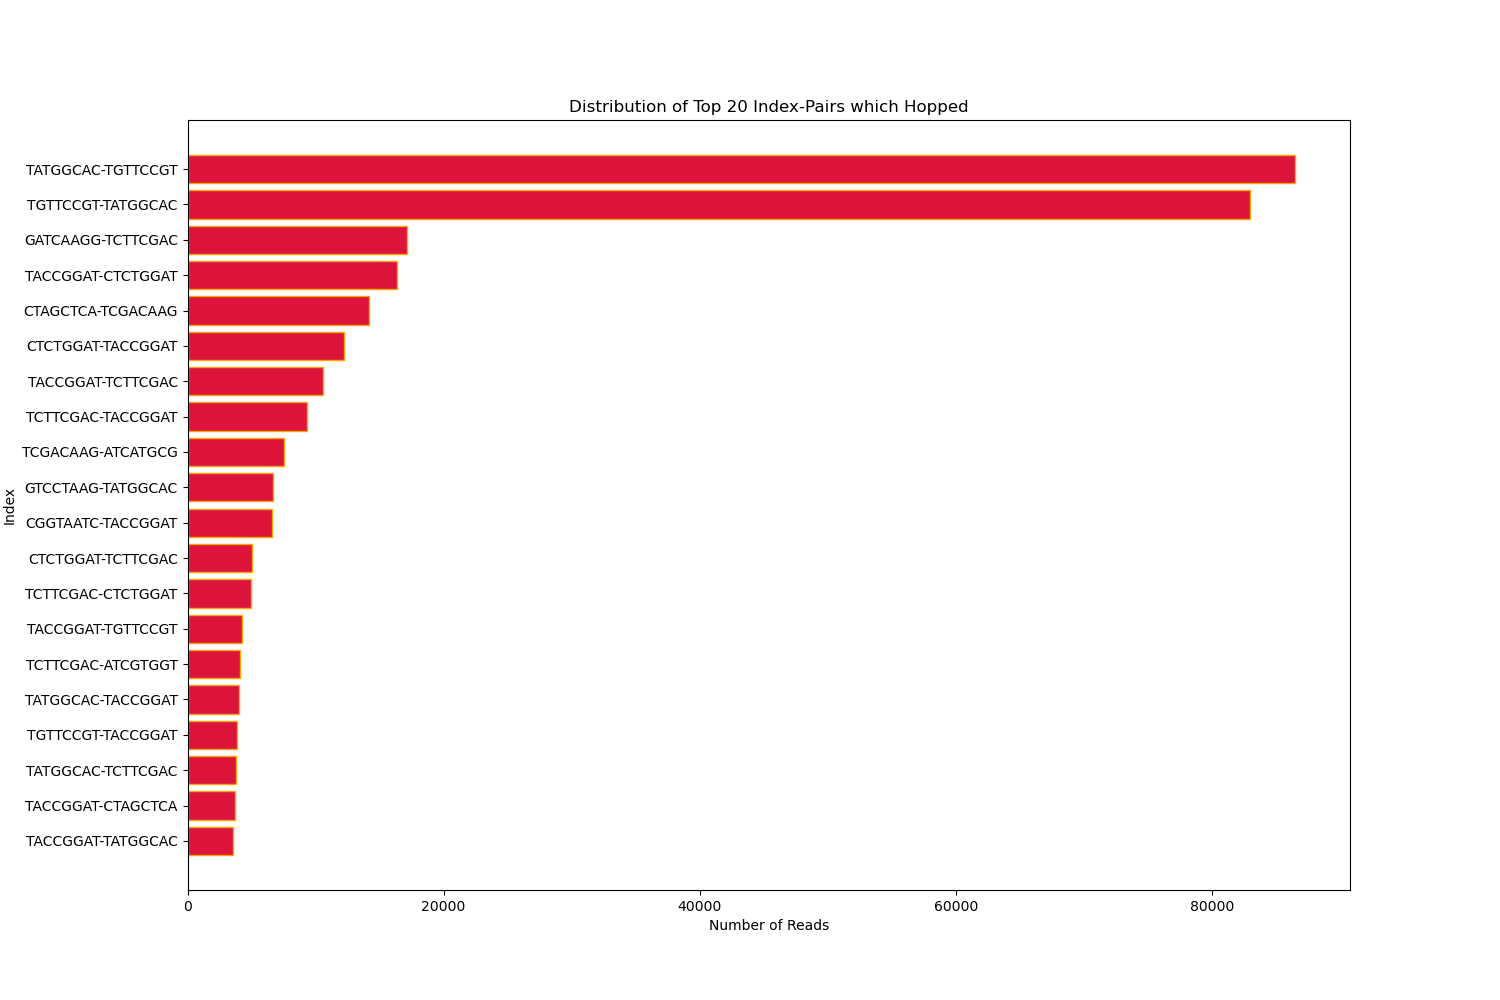 Distribution of Top 20 Index-Pairs which Hopped
TATGGCAC-TGTTCCGT
TGTTCCGT-TATGGCAC
GATCAAGG-TCTTCGAC
TACCGGAT-CTCTGGAT
CTAGCTCA-TCGACAAG
CTCTGGAT-TACCGGAT
TACCGGAT-TCTTCGAC
TCTTCGAC-TACCGGAT
TCGACAAG-ATCATGCG
GTCCTAAG-TATGGCAC
CGGTAATC-TACCGGAT
CTCTGGAT-TCTTCGAC
TCTTCGAC-CTCTGGAT
TACCGGAT-TGTTCCGT
TCTTCGAC-ATCGTGGT
TATGGCAC-TACCGGAT
TGTTCCGT-TACCGGAT
TATGGCAC-TCTTCGAC
TACCGGAT-CTAGCTCA
TACCGGAT-TATGGCAC
Index
0 20000 40000 60000 80000
Number of Reads